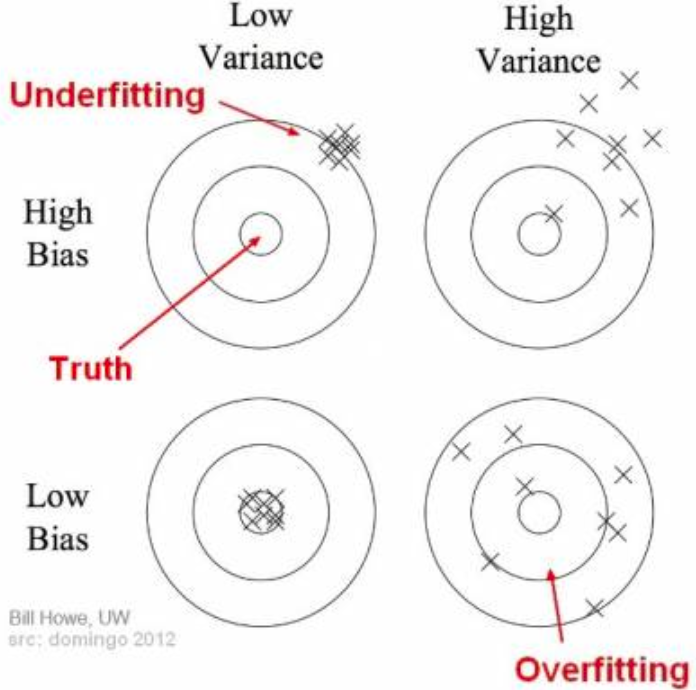 Low
Variance
High
Variance
Underfitting
High
Bias
Truth
Low
Bias
Bill Howe, UW
src: domingo 2012
Overfitting